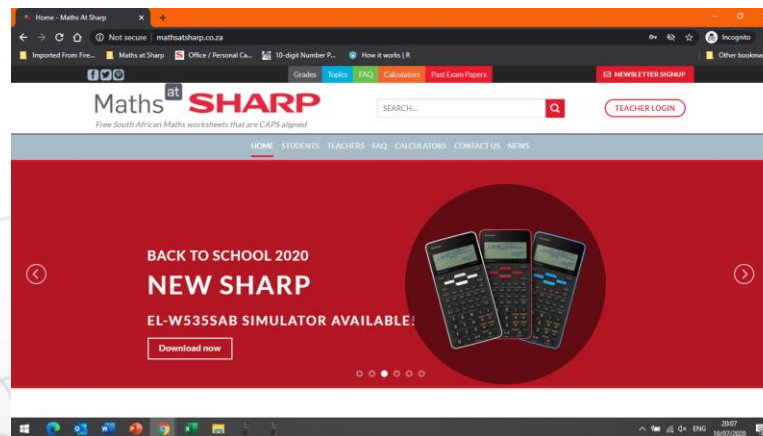 Home - Maths At Sharp
Not secure mathsatsharp.co.za
Incognito
Imported From Fire... Maths at Sharp Office / Personal Ca... 10-digit Number P... How it works | R Other bookma
Grades Topics FAQ Calculators Past Exam Papers NEWSLETTER SIGNUP
Maths at SHARP
SEARCH...
TEACHER LOGIN
Free South African Maths worksheets that are CAPS aligned
HOME STUDENTS TEACHERS FAQ CALCULATORS CONTACT US NEWS
BACK TO SCHOOL 2020
NEW SHARP
EL-W535SAB SIMULATOR AVAILABLE!
Download now
ENG
20:07
10/07/2020